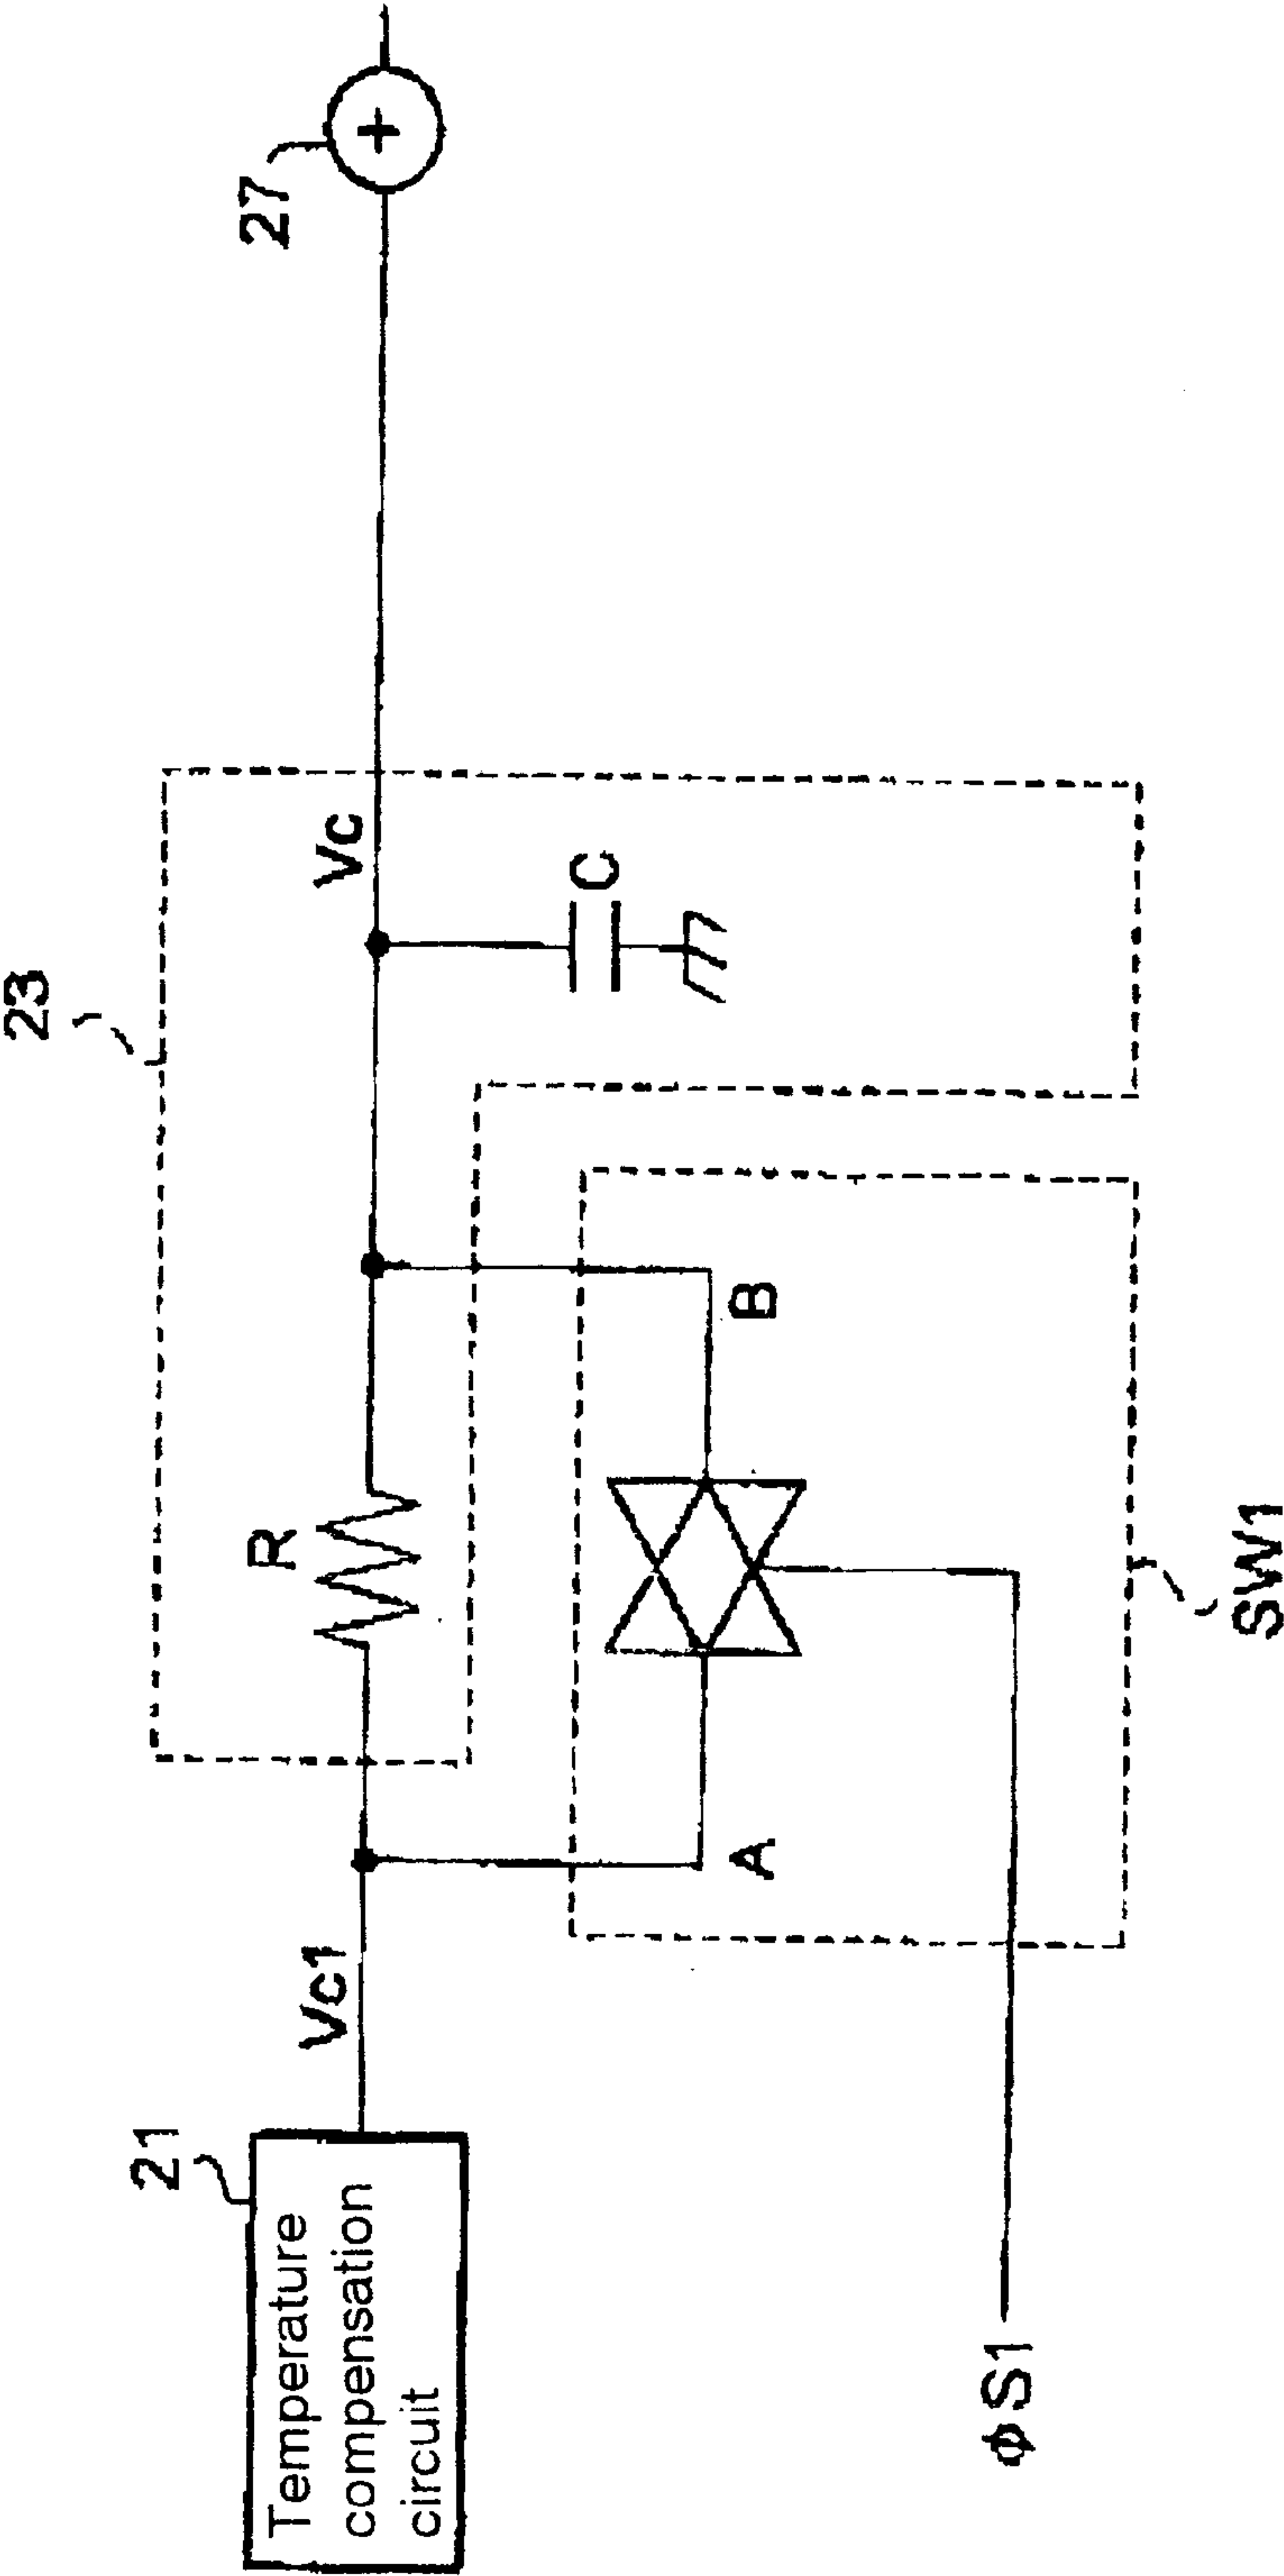 23
27
21
Temperature
compensation
circuit
Vc1
R
Vc
C
+
A
B
SW1
φS1